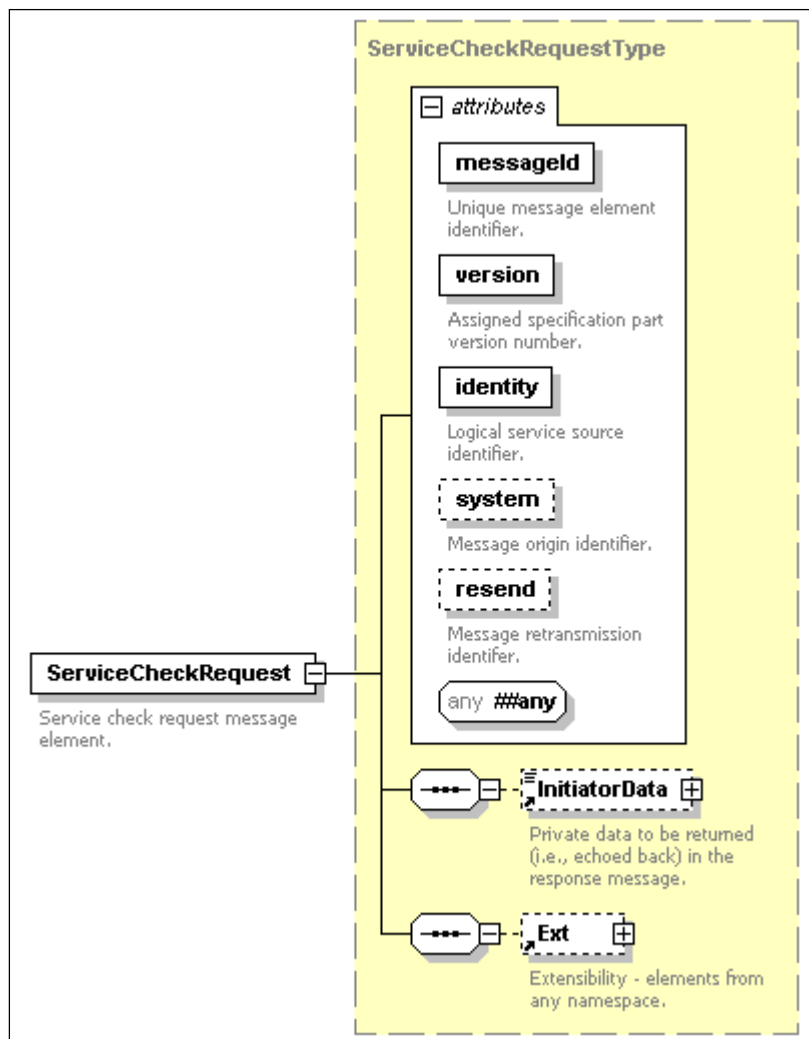 ServiceCheckRequestType
attributes
messageId
Unique message element
identifier.
version
Assigned specification part
version number.
identity
Logical service source
identifier.
system
Message origin identifier.
resend
Message retransmission
identifer.
any ##any
ServiceCheckRequest
Service check request message
element.
InitiatorData
Private data to be returned
(i.e., echoed back) in the
response message.
Ext
Extensibility - elements from
any namespace.